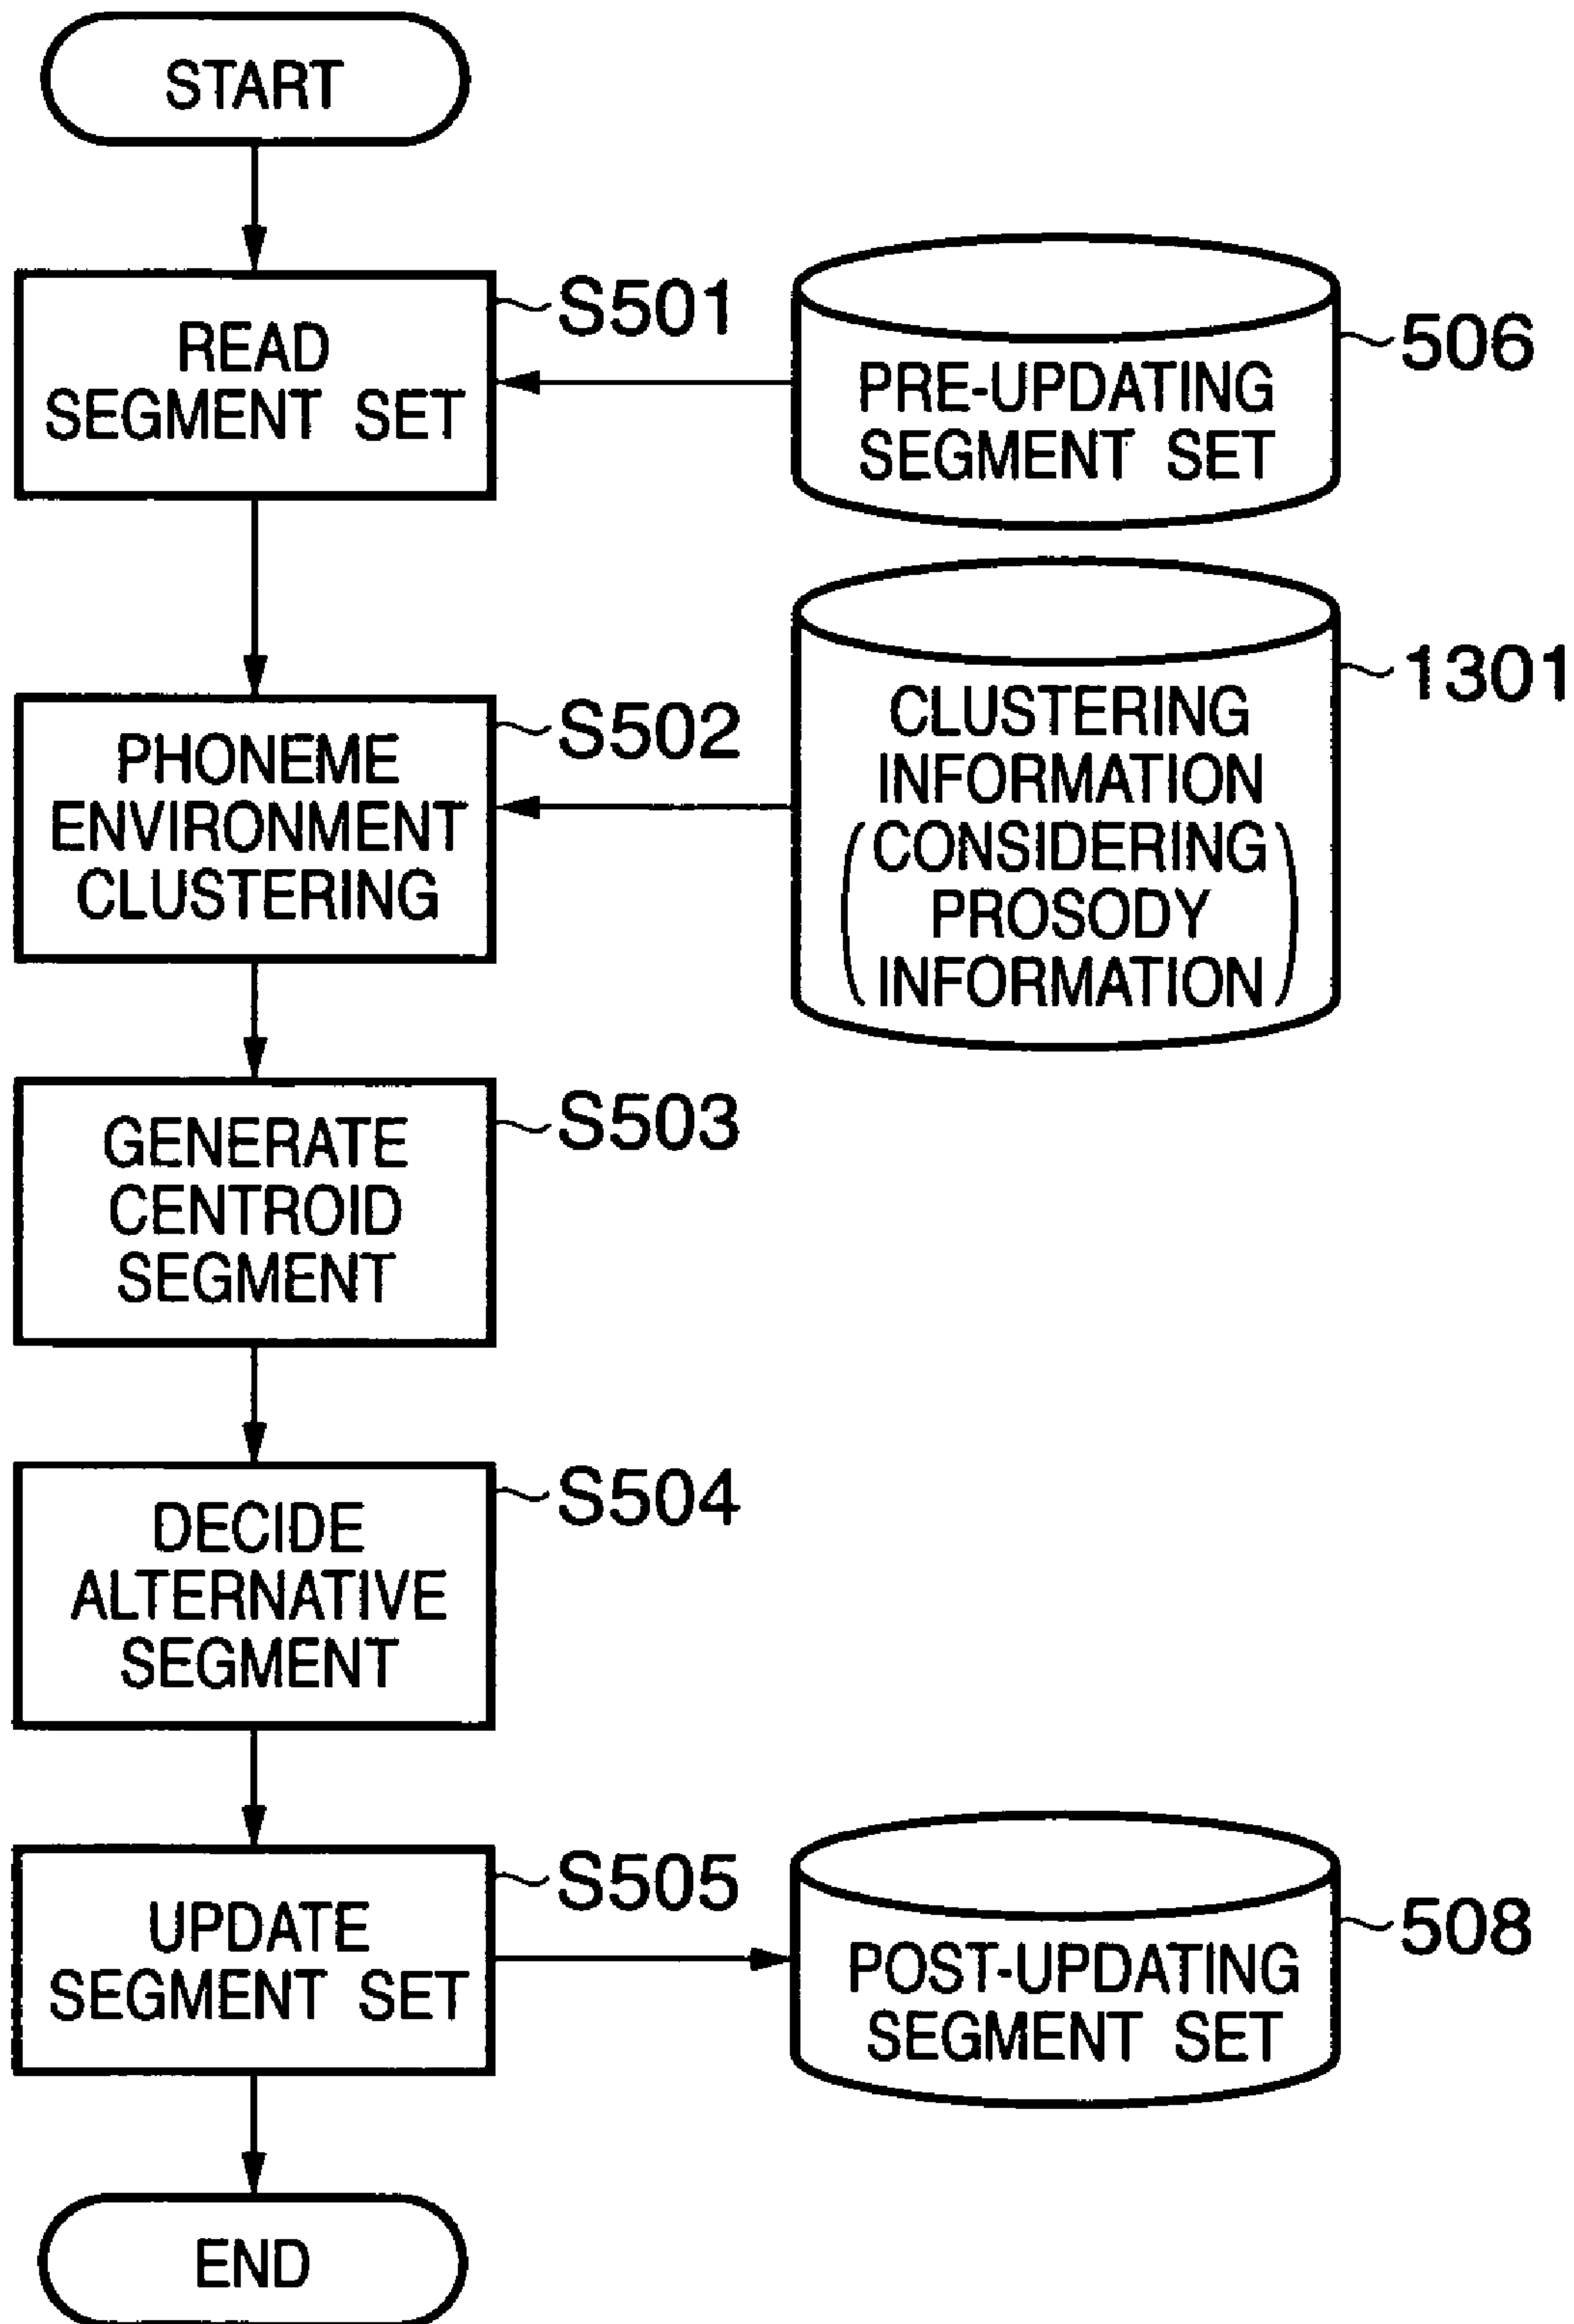 START
READ
SEGMENT SET
S501
PRE-UPDATING
SEGMENT SET
506
PHONEME
ENVIRONMENT
CLUSTERING
S502
CLUSTERING
INFORMATION
(CONSIDERING
PROSODY
INFORMATION)
1301
GENERATE
CENTROID
SEGMENT
S503
DECIDE
ALTERNATIVE
SEGMENT
S504
UPDATE
SEGMENT SET
S505
POST-UPDATING
SEGMENT SET
508
END